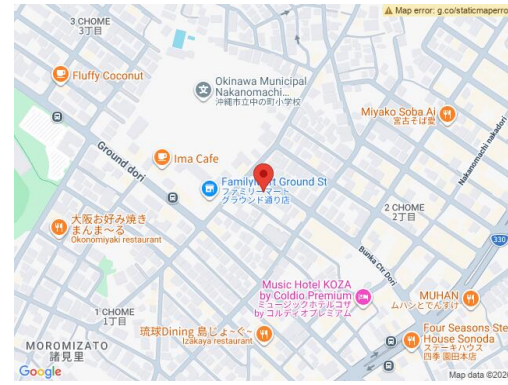 Map error: g.co/staticmaperro
3 CHOME
3丁目
Fluffy Coconut
Okinawa Municipal
Nakanomachi...
沖縄市立中の町小学校
Miyako Soba Ai
宮古そば愛
Nakanomachi nakadori
Ground dori
Ima Cafe
Familymart Ground St
ファミリーマート
グラウンド通り店
2 CHOME
2丁目
大阪お好み焼き
まんま~る
Okonomiyaki restaurant
Bunka Ctr Dori
330
Music Hotel KOZA
by Coldio Premium
ミュージックホテルコザ
by コルディオプレミアム
MUHAN
ムハンとでんすけ
1 CHOME
1丁目
琉球Dining 島じょ~ぐ~
Izakaya restaurant
Four Seasons Ste
House Sonoda
ステーキハウス
四季 園田本店
MOROMIZATO
諸見里
Google
Map data ©2026